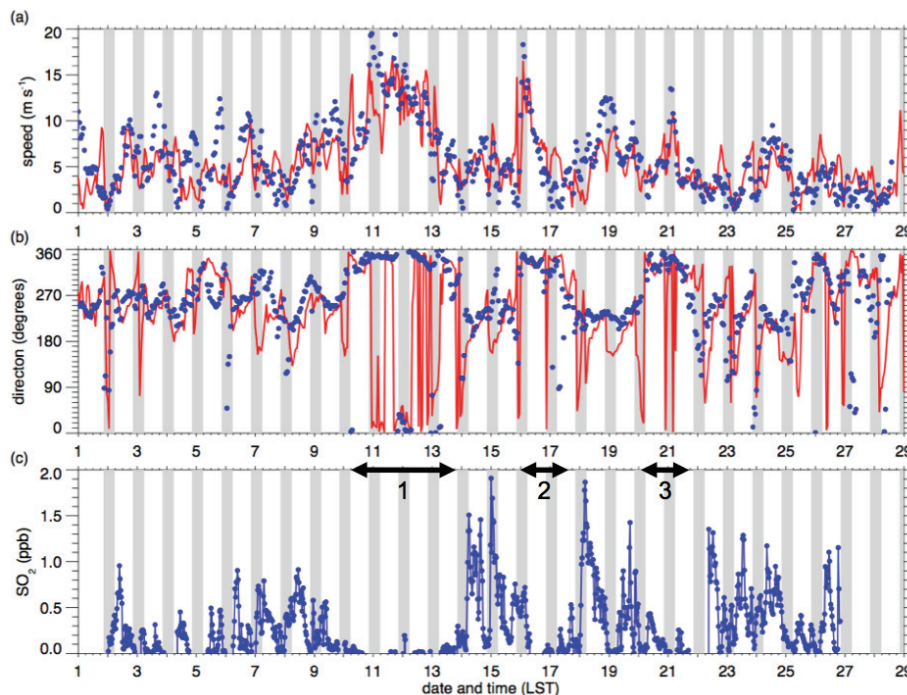 (a)
20
15
10
5
0
speed (m s⁻¹)
1 3 5 7 9 11 13 15 17 19 21 23 25 27 29
(b)
360
270
180
90
0
direction (degrees)
1 3 5 7 9 11 13 15 17 19 21 23 25 27 29
(c)
2.0
1.5
1.0
0.5
0.0
SO₂ (ppb)
1 2 3
1 3 5 7 9 11 13 15 17 19 21 23 25 27 29
date and time (LST)